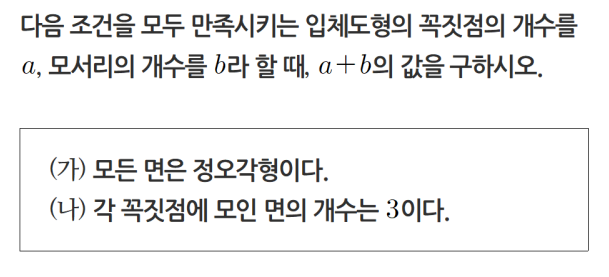 다음 조건을 모두 만족시키는 입체도형의 꼭짓점의 개수를
a, 모서리의 개수를 b라 할 때, a+b의 값을 구하시오.
(가) 모든 면은 정오각형이다.
(나) 각 꼭짓점에 모인 면의 개수는 3이다.